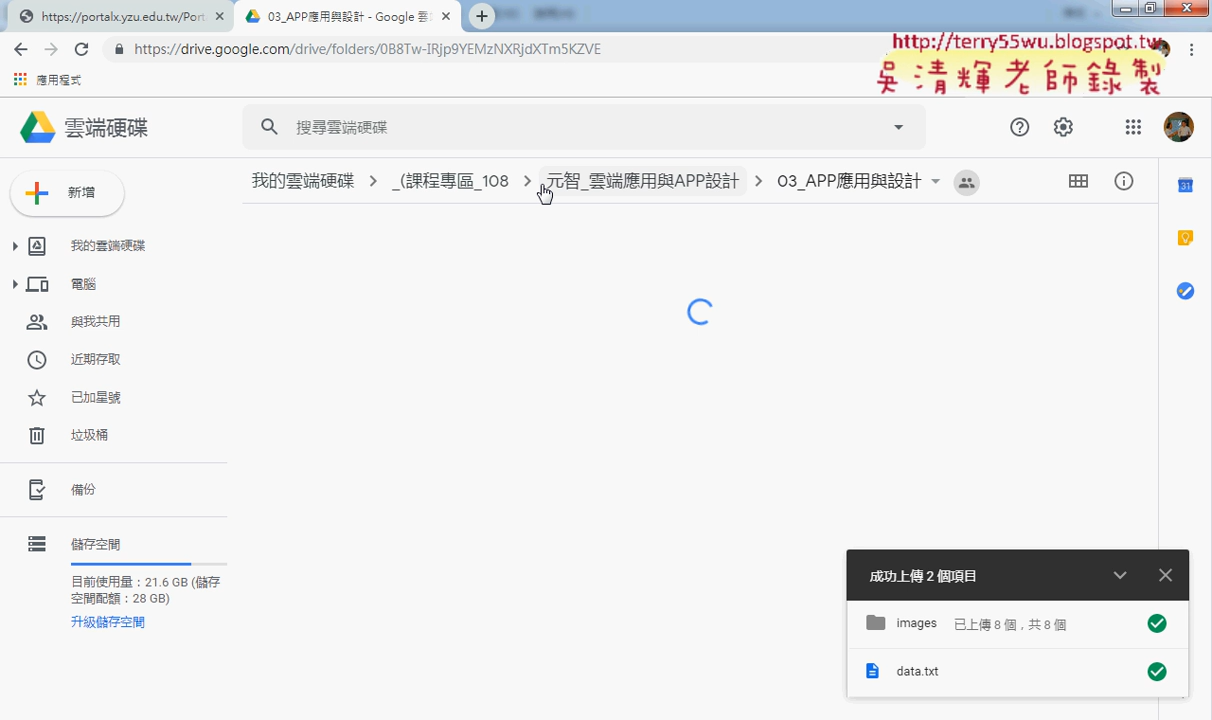 https://portalx.yzu.edu.tw/Port
03_APP應用與設計 - Google 雲
https://drive.google.com/drive/folders/0B8Tw-IRjp9YEMzNXRjdXTm5KZVE
http://terry55wu.blogspot.tw
吳清輝老師錄製
應用程式
雲端硬碟
搜尋雲端硬碟
新增
我的雲端硬碟 > _(課程專區_108 > 元智_雲端應用與APP設計 > 03_APP應用與設計
31
我的雲端硬碟
電腦
與我共用
近期存取
已加星號
垃圾桶
備份
儲存空間
目前使用量：21.6 GB (儲存
空間配額：28 GB)
升級儲存空間
成功上傳 2 個項目
images 已上傳 8 個，共 8 個
data.txt